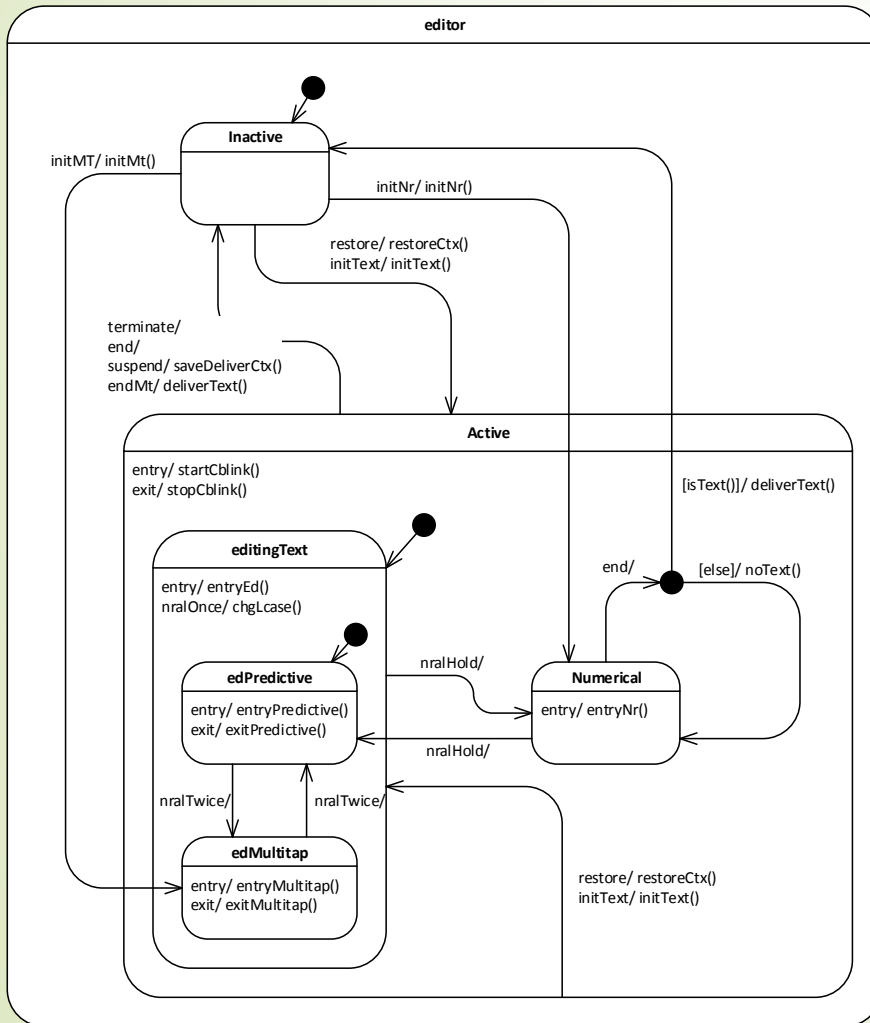 editor
Inactive
initMT/ initMt()
initNr/ initNr()
restore/ restoreCtx()
initText/ initText()
terminate/
end/
suspend/ saveDeliverCtx()
endMt/ deliverText()
Active
entry/ startCblink()
exit/ stopCblink()
[isText()]/ deliverText()
editingText
entry/ entryEd()
nralOnce/ chgLcase()
end/
[else]/ noText()
edPredictive
entry/ entryPredictive()
exit/ exitPredictive()
nralHold/
Numerical
entry/ entryNr()
nralHold/
nralTwice/
nralTwice/
edMultitap
entry/ entryMultitap()
exit/ exitMultitap()
restore/ restoreCtx()
initText/ initText()